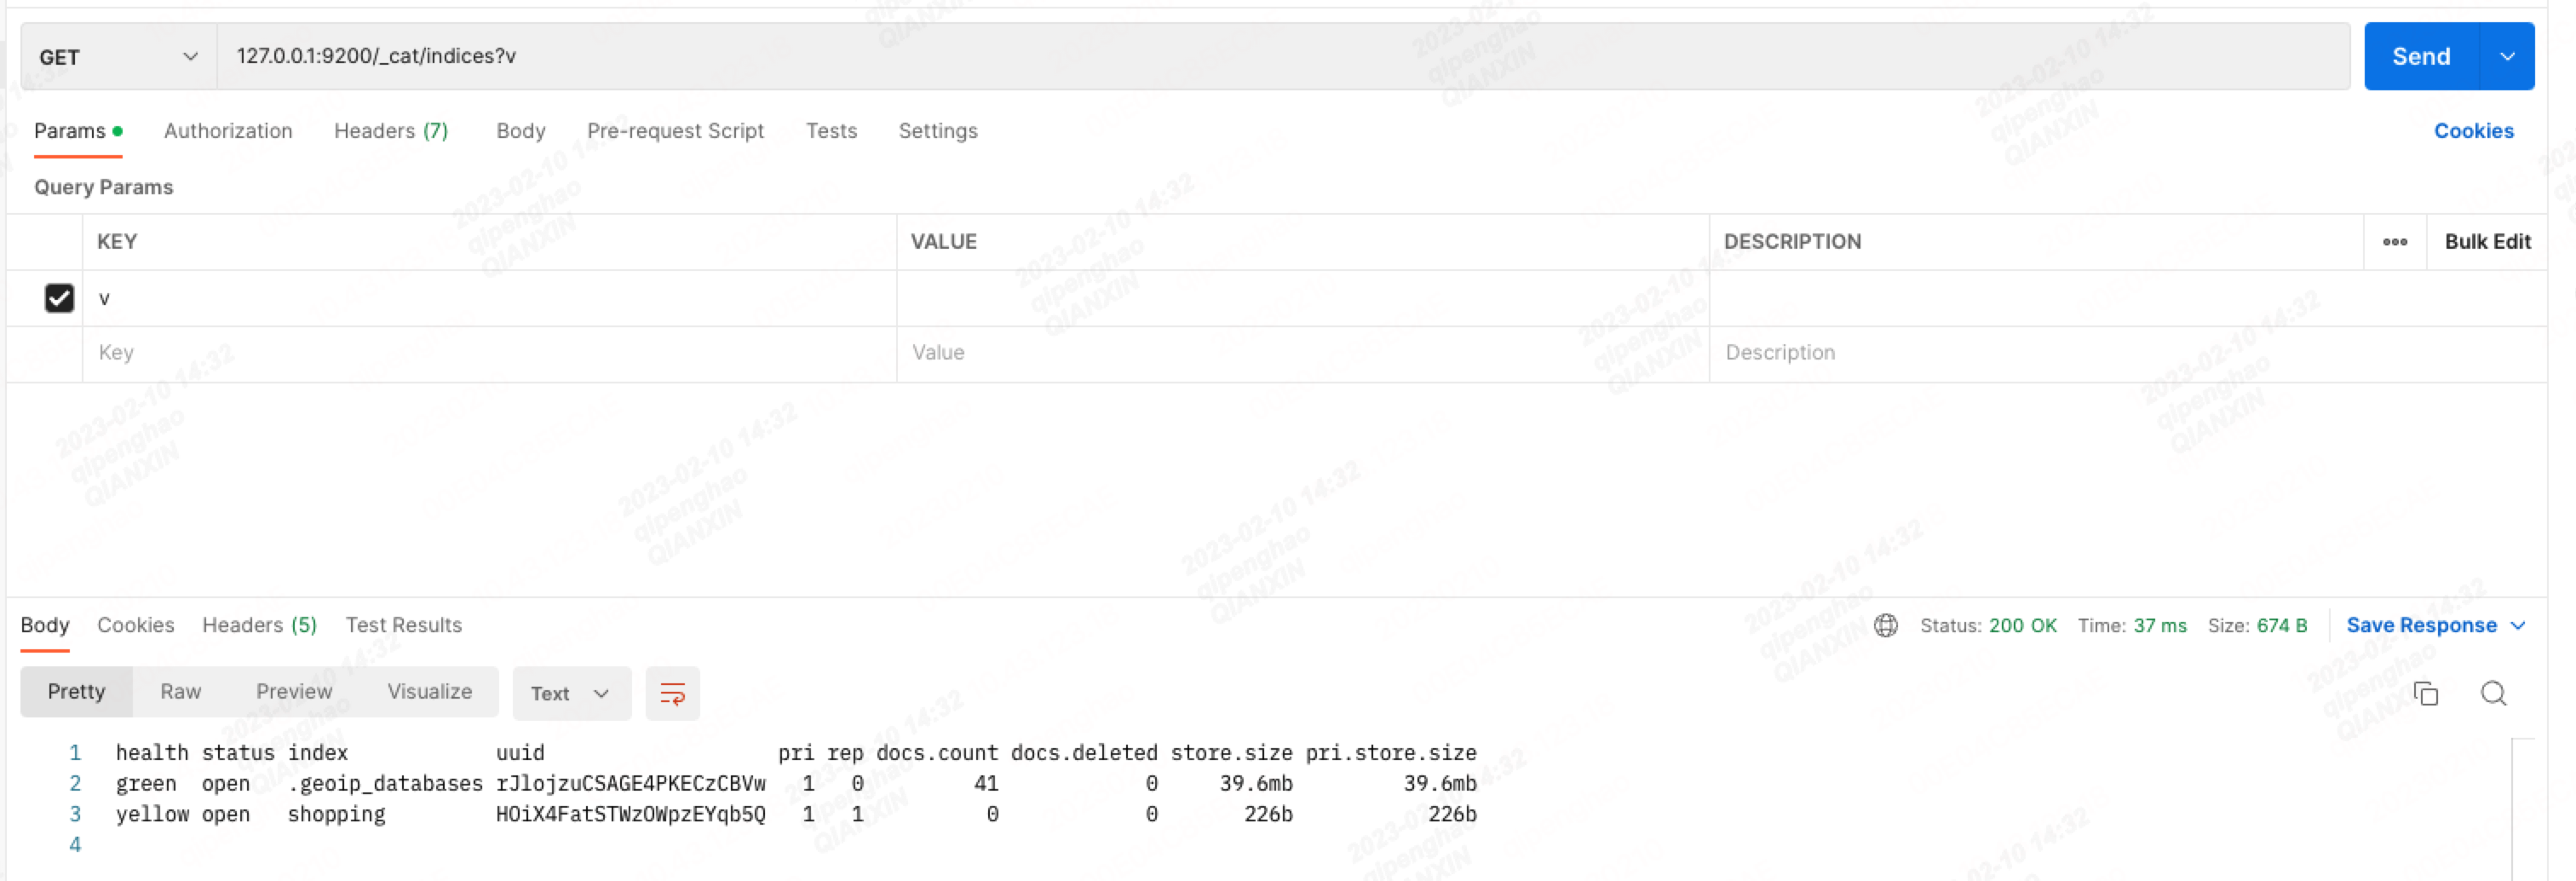 GET 127.0.0.1:9200/_cat/indices?v Send
Params Authorization Headers (7) Body Pre-request Script Tests Settings Cookies
Query Params
KEY VALUE DESCRIPTION Bulk Edit
v
Key Value Description
Body Cookies Headers (5) Test Results Status: 200 OK Time: 37 ms Size: 674 B Save Response
Pretty Raw Preview Visualize Text
1 health status index uuid pri rep docs.count docs.deleted store.size pri.store.size
2 green open .geoip_databases rJlojzuCSAGE4PKECzCBVw 1 0 41 0 39.6mb 39.6mb
3 yellow open shopping HOiX4FatSTWzOWpzEYqb5Q 1 1 0 0 226b 226b
4
2023-02-10 14:32
qipenghao
QIANXIN